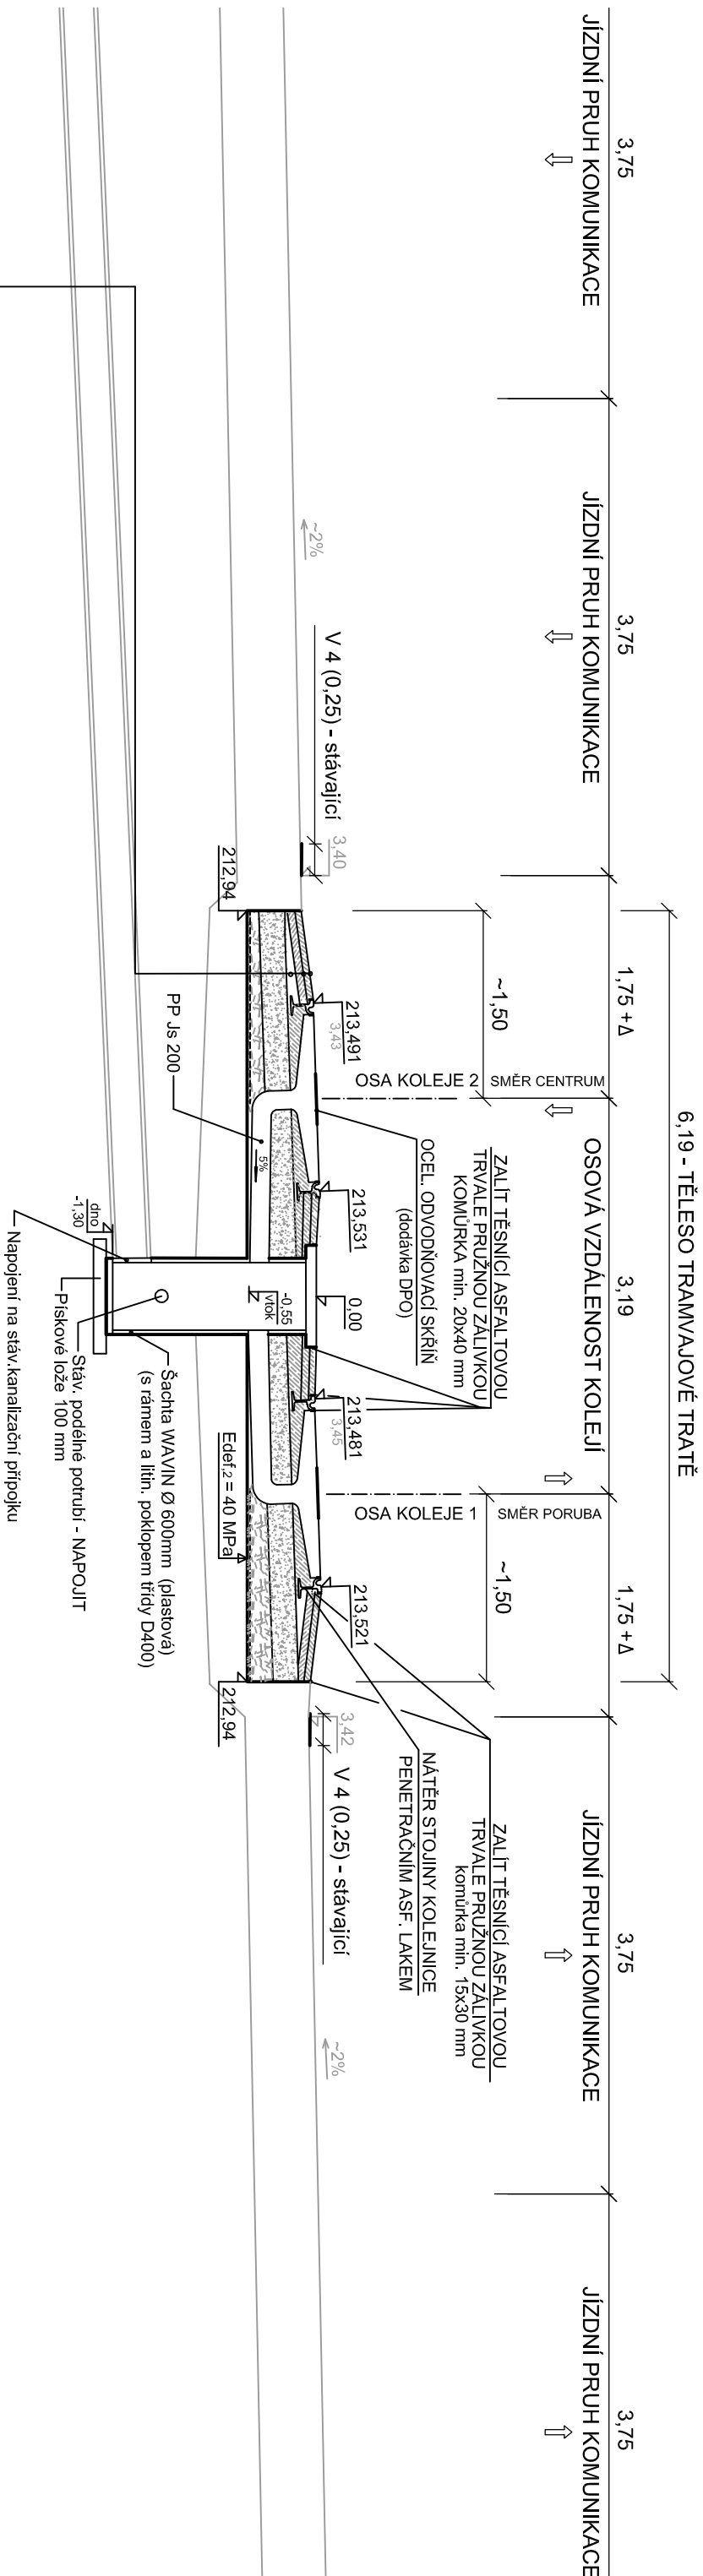 6,19 - TĚLESO TRAMVAJOVÉ TRATĚ
3,75
3,75
1,75 +Δ
3,19
1,75 +Δ
3,75
3,75
JÍZDNÍ PRUH KOMUNIKACE
JÍZDNÍ PRUH KOMUNIKACE
OSOVÁ VZDÁLENOST KOLEJÍ
JÍZDNÍ PRUH KOMUNIKACE
JÍZDNÍ PRUH KOMUNIKACE
~1,50
~1,50
OSA KOLEJE 2
SMĚR CENTRUM
OSA KOLEJE 1
SMĚR PORUBA
ZALÍT TĚSNÍCÍ ASFALTOVOU
TRVALE PRUŽNOU ZÁLIVKOU
KOMŮRKA min. 20x40 mm
OCEL. ODVODŇOVACÍ SKŘÍŇ
(dodávka DPO)
ZALÍT TĚSNÍCÍ ASFALTOVOU
TRVALE PRUŽNOU ZÁLIVKOU
komůrka min. 15x30 mm
NÁTĚR STOJINY KOLEJNICE
PENETRAČNÍM ASF. LAKEM
~2%
V 4 (0,25) - stávající
3,40
213,491
3,43
213,531
0,00
213,481
3,45
213,521
3,42
V 4 (0,25) - stávající
~2%
212,94
PP Js 200
5%
-0,55
vtok
Edef,2 = 40 MPa
212,94
dno
-1,30
Šachta WAVIN Ø 600mm (plastová)
(s rámem a litin. poklopem třídy D400)
Stáv. podélné potrubí - NAPOJIT
Pískové lože 100 mm
Napojení na stáv.kanalizační přípojku